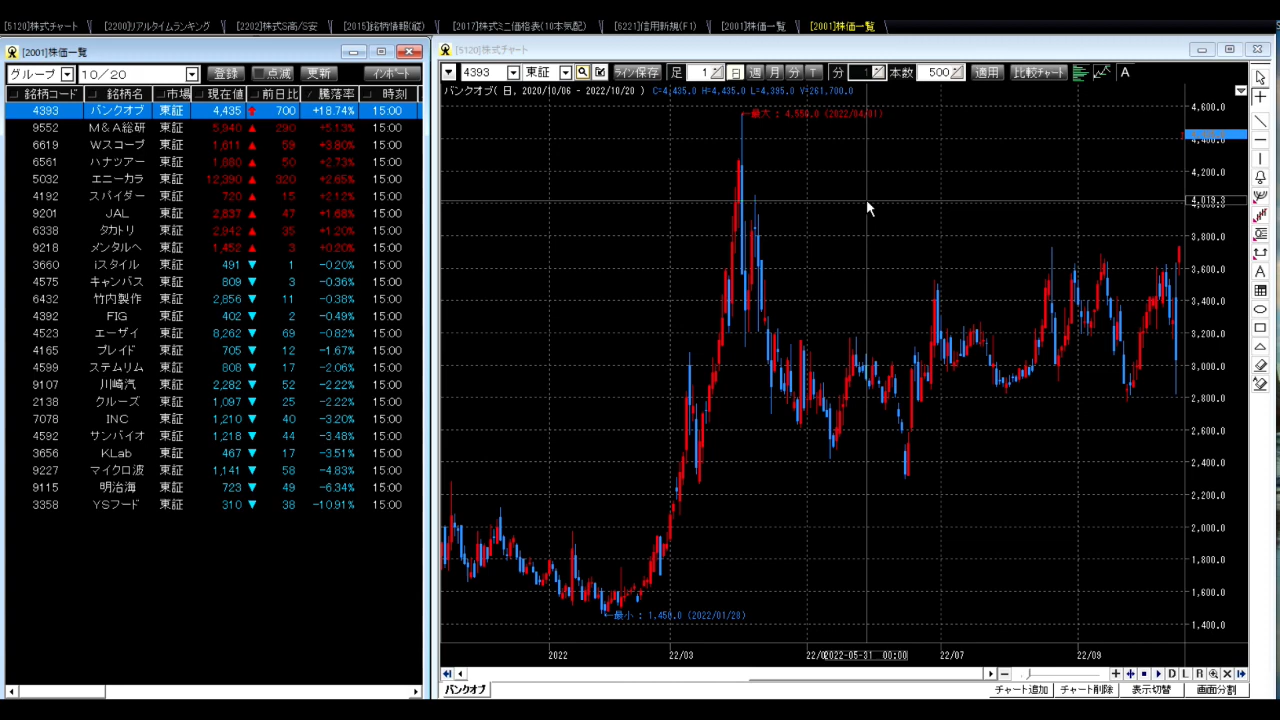 [5120]株式チャート [2200]リアルタイムランキング [2202]株式S高/S安 [2015]銘柄情報(縦) [2017]株式ミニ価格表(10本気配) [6221]信用新規(F1) [2001]株価一覧 [2001]株価一覧
[2001]株価一覧
グループ 10/20 登録 点滅 更新 インポート
銘柄コード 銘柄名 市場 現在値 前日比 騰落率 時刻
4393 バンクオブ 東証 4,435 700 +18.74% 15:00
9552 M&A総研 東証 5,940 ▲ 290 +5.13% 15:00
6619 Wスコープ 東証 1,611 ▲ 59 +3.80% 15:00
6561 ハナツアー 東証 1,880 ▲ 50 +2.73% 15:00
5032 エニーカラ 東証 12,390 ▲ 320 +2.65% 15:00
4192 スパイダー 東証 720 ▲ 15 +2.12% 15:00
9201 JAL 東証 2,837 ▲ 47 +1.68% 15:00
6338 タカトリ 東証 2,942 ▲ 35 +1.20% 15:00
9218 メンタルヘ 東証 1,452 ▲ 3 +0.20% 15:00
3660 iスタイル 東証 491 ▼ 1 -0.20% 15:00
4575 キャンバス 東証 809 ▼ 3 -0.36% 15:00
6432 竹内製作 東証 2,856 ▼ 11 -0.38% 15:00
4392 FIG 東証 402 ▼ 2 -0.49% 15:00
4523 エーザイ 東証 8,262 ▼ 69 -0.82% 15:00
4165 プレイド 東証 705 ▼ 12 -1.67% 15:00
4599 ステムリム 東証 808 ▼ 17 -2.06% 15:00
9107 川崎汽 東証 2,282 ▼ 52 -2.22% 15:00
2138 クルーズ 東証 1,097 ▼ 25 -2.22% 15:00
7078 INC 東証 1,210 ▼ 40 -3.20% 15:00
4592 サンバイオ 東証 1,218 ▼ 44 -3.48% 15:00
3656 KLab 東証 467 ▼ 17 -3.51% 15:00
9227 マイクロ波 東証 1,141 ▼ 58 -4.83% 15:00
9115 明治海 東証 723 ▼ 49 -6.34% 15:00
3358 YSフード 東証 310 ▼ 38 -10.91% 15:00
[5120]株式チャート
4393 東証 ライン保存 足 1 日 週 月 分 T 分 1 本数 500 適用 比較チャート A
バンクオブ( 日, 2020/10/06 - 2022/10/20 ) C=4,435.0 H=4,435.0 L=4,395.0 V=261,700.0
←最大 : 4,550.0 (2022/04/01)
4,600.0
4,400.0
4,200.0
4,019.3
3,800.0
3,600.0
3,400.0
3,200.0
3,000.0
2,800.0
2,600.0
2,400.0
2,200.0
2,000.0
1,800.0
1,600.0
1,400.0
←最小 : 1,450.0 (2022/01/28)
2022 22/03 2022-05-31 00:00 22/07 22/09
バンクオブ チャート追加 チャート削除 表示切替 画面分割